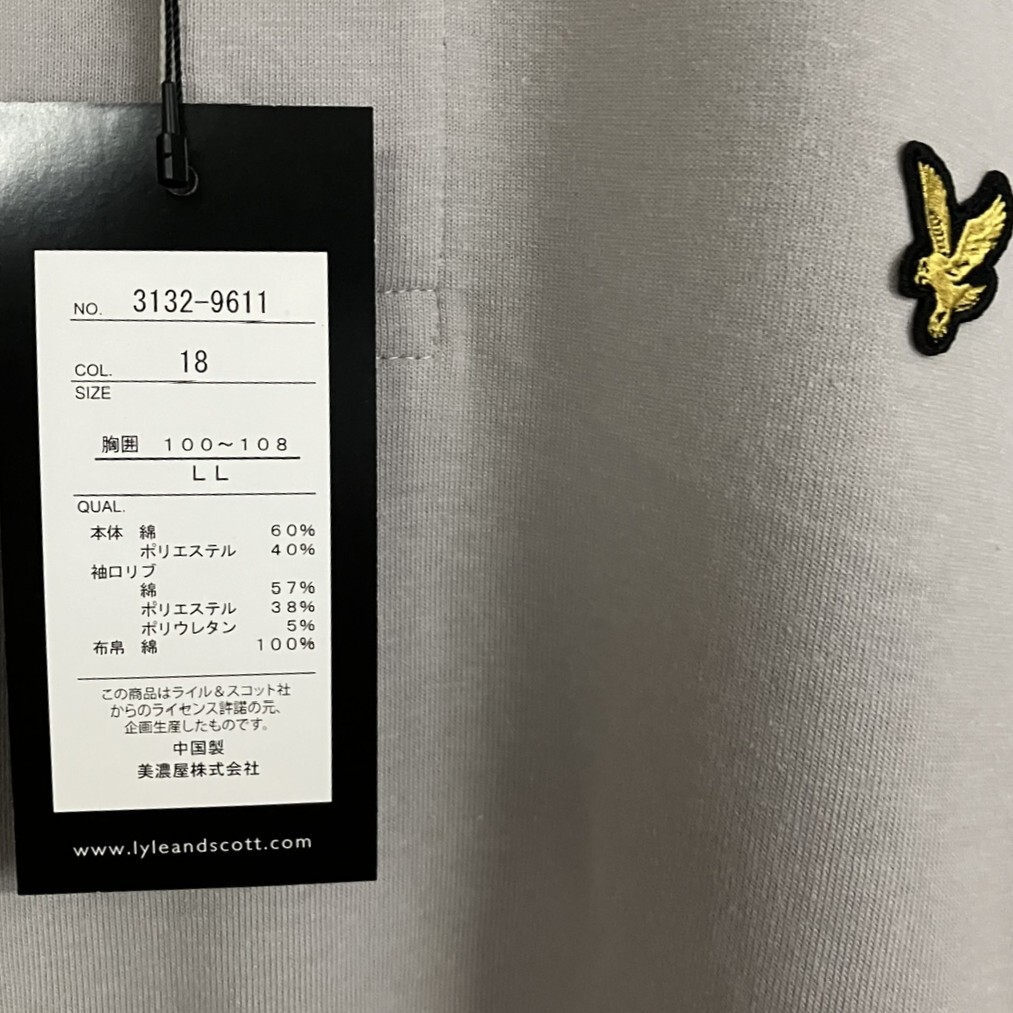 NO. 3132-9611
COL. 18
SIZE
胸囲 100〜108
LL
QUAL.
本体 綿 60%
ポリエステル 40%
袖口リブ
綿 57%
ポリエステル 38%
ポリウレタン 5%
布帛 綿 100%
この商品はライル&スコット社
からのライセンス許諾の元、
企画生産したものです。
中国製
美濃屋株式会社
www.lyleandscott.com